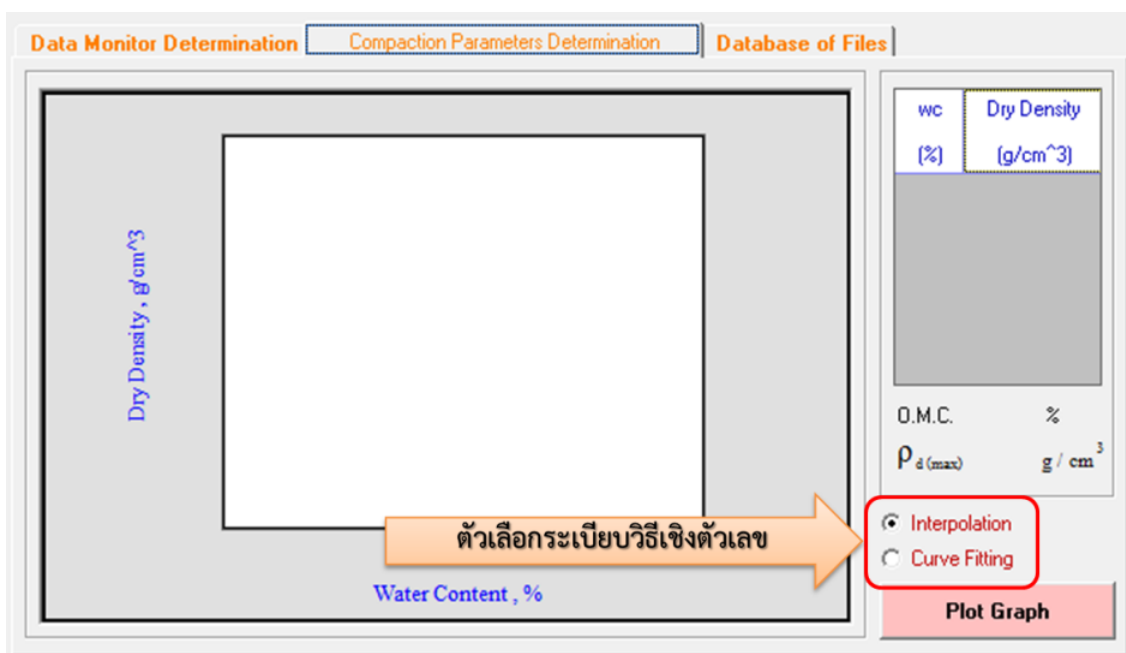 Data Monitor Determination
Compaction Parameters Determination
Database of Files
wc
Dry Density
(%)
(g/cm^3)
Dry Density , g/cm^3
O.M.C. %
ρ d (max) g / cm 3
ตัวเลือกระเบียบวิธีเชิงตัวเลข
Interpolation
Curve Fitting
Water Content , %
Plot Graph